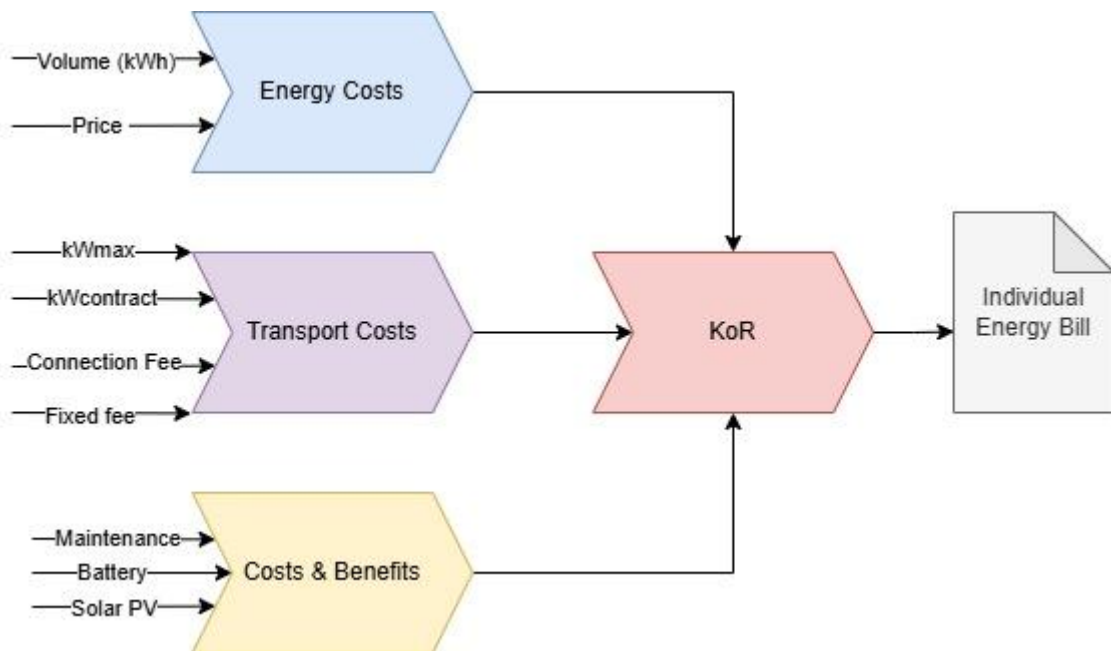 Volume (kWh)
Price
Energy Costs
kWmax
kWcontract
Connection Fee
Fixed fee
Transport Costs
KoR
Individual
Energy Bill
Maintenance
Battery
Solar PV
Costs & Benefits